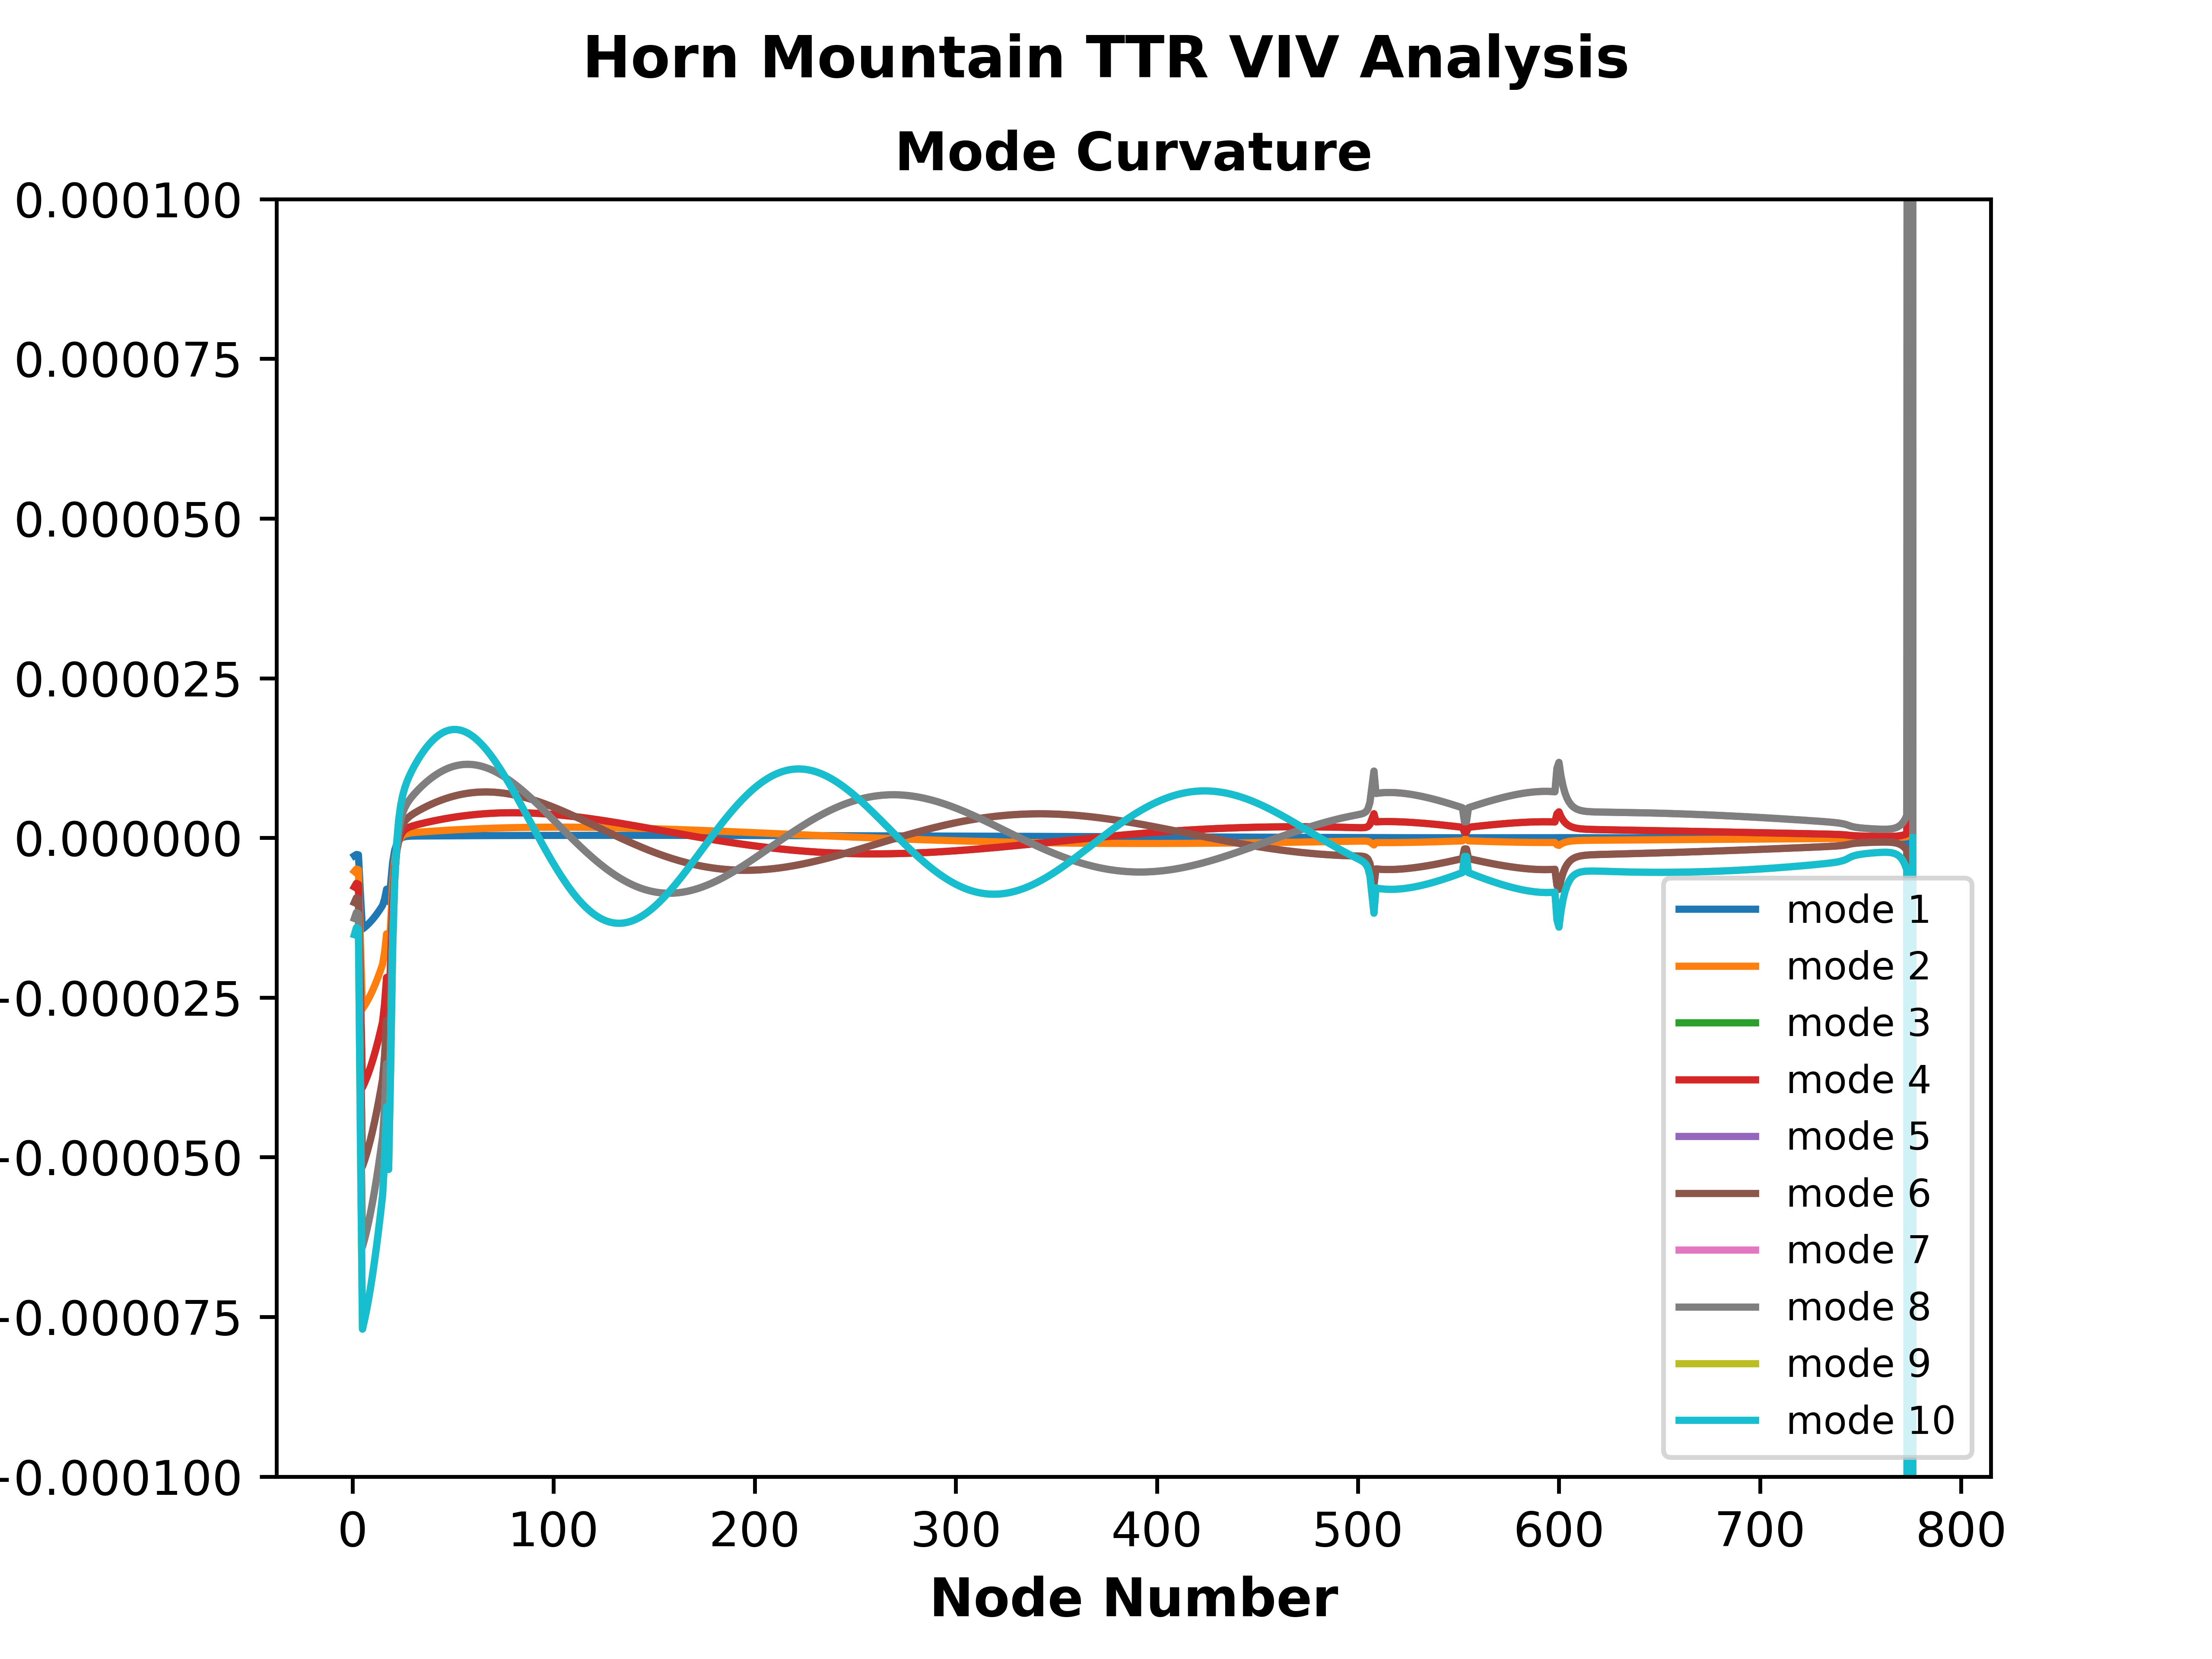 Horn Mountain TTR VIV Analysis
Mode Curvature
0.000100
0.000075
0.000050
0.000025
0.000000
-0.000025
-0.000050
-0.000075
-0.000100
0 100 200 300 400 500 600 700 800
Node Number
mode 1
mode 2
mode 3
mode 4
mode 5
mode 6
mode 7
mode 8
mode 9
mode 10